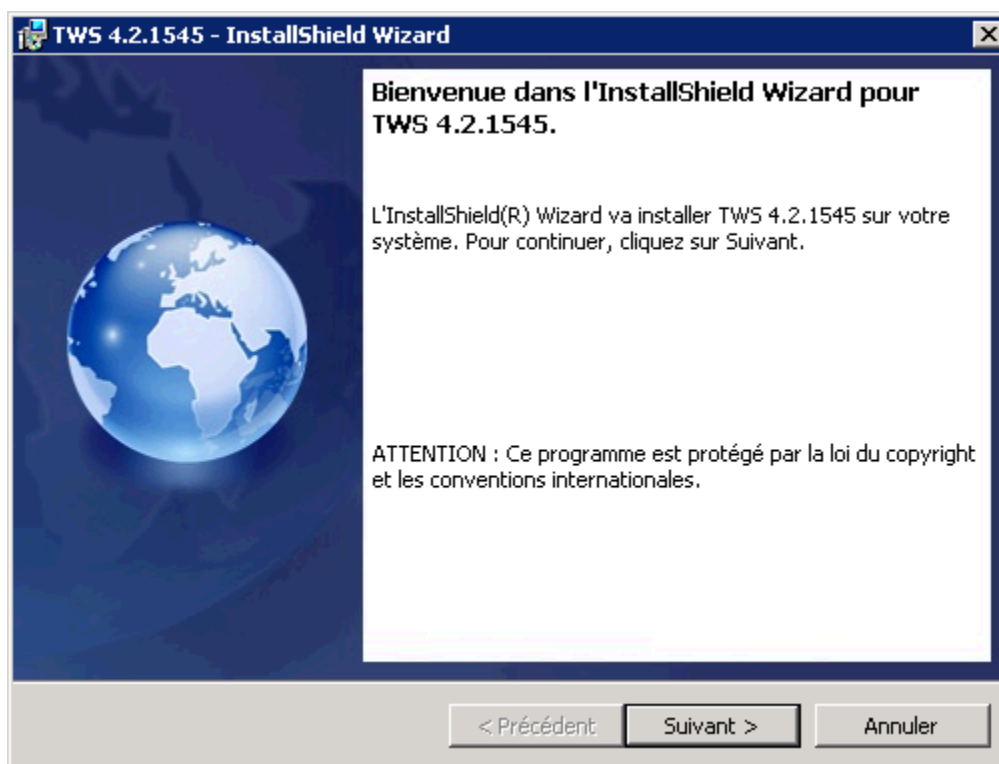 TWS 4.2.1545 - InstallShield Wizard
Bienvenue dans l'InstallShield Wizard pour
TWS 4.2.1545.
L'InstallShield(R) Wizard va installer TWS 4.2.1545 sur votre
système. Pour continuer, cliquez sur Suivant.
ATTENTION : Ce programme est protégé par la loi du copyright
et les conventions internationales.
< Précédent
Suivant >
Annuler